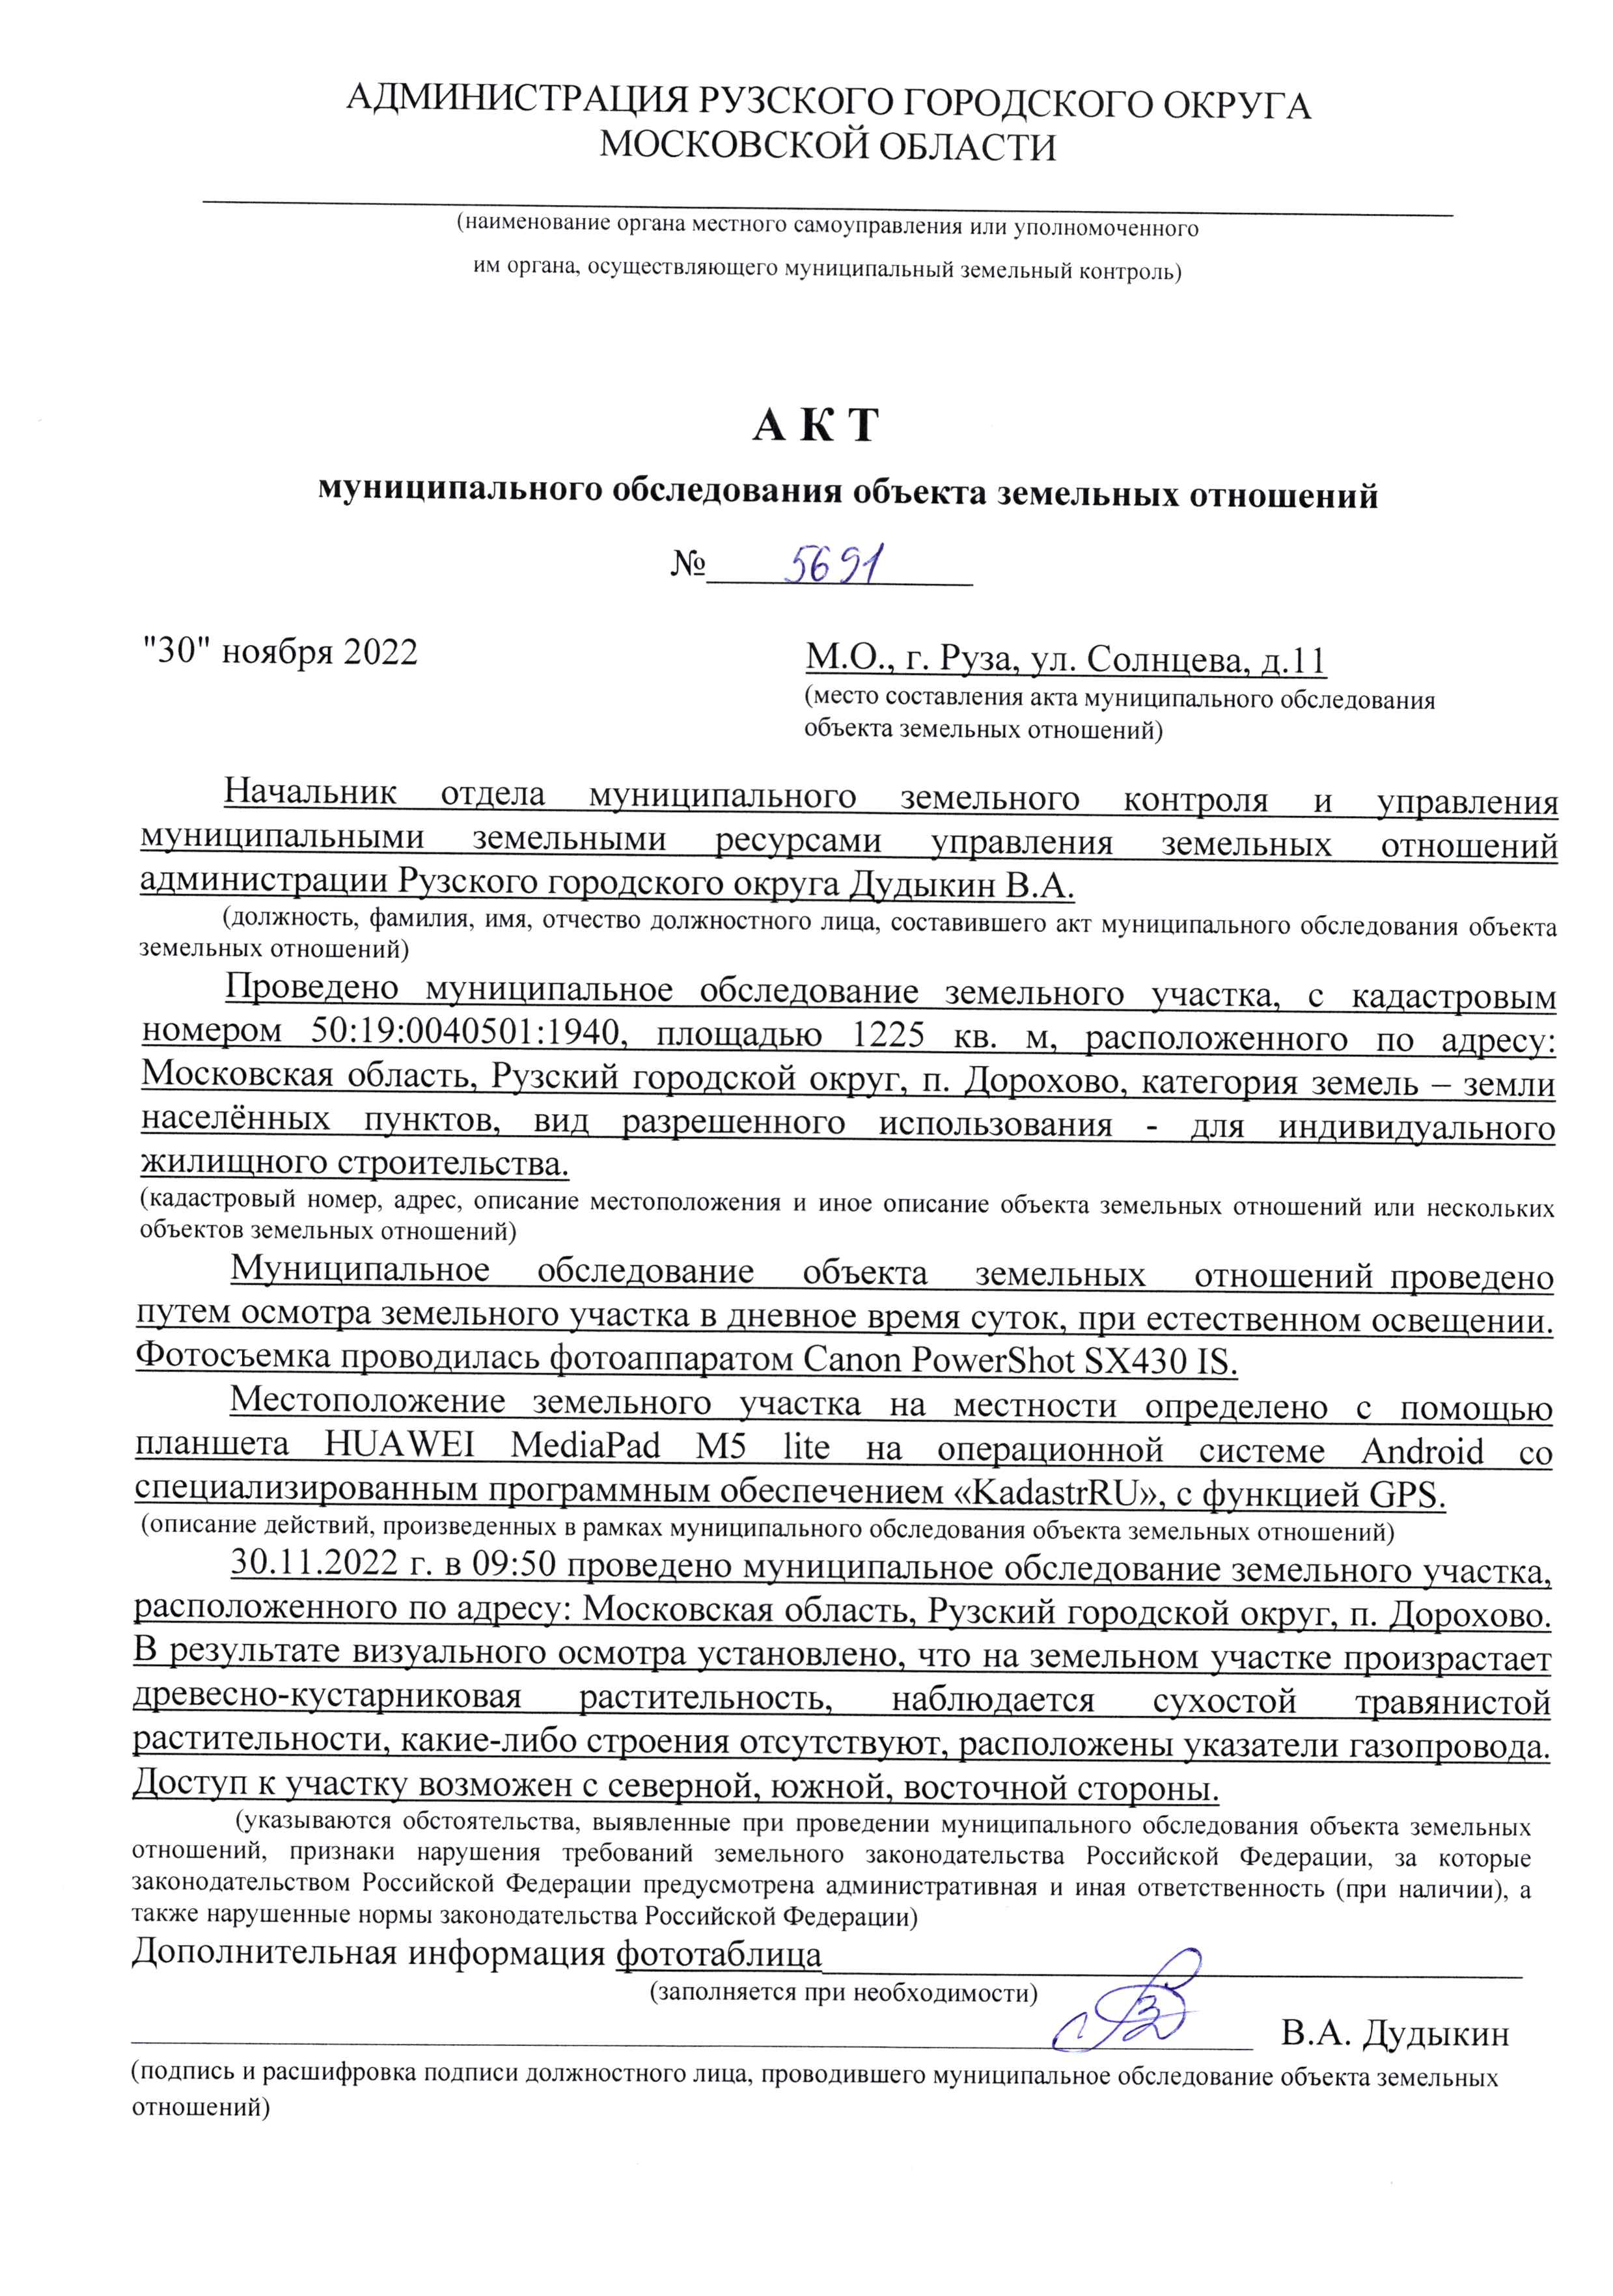 АДМИНИСТРАЦИЯ РУЗСКОГО ГОРОДСКОГО ОКРУГА
МОСКОВСКОЙ ОБЛАСТИ
(наименование органа местного самоуправления или уполномоченного
им органа, осуществляющего муниципальный земельный контроль)
А К Т
муниципального обследования объекта земельных отношений
№ 5691
"30" ноября 2022
М.О., г. Руза, ул. Солнцева, д.11
(место составления акта муниципального обследования
объекта земельных отношений)
Начальник отдела муниципального земельного контроля и управления
муниципальными земельными ресурсами управления земельных отношений
администрации Рузского городского округа Дудыкин В.А.
(должность, фамилия, имя, отчество должностного лица, составившего акт муниципального обследования объекта
земельных отношений)
Проведено муниципальное обследование земельного участка, с кадастровым
номером 50:19:0040501:1940, площадью 1225 кв. м, расположенного по адресу:
Московская область, Рузский городской округ, п. Дорохово, категория земель – земли
населённых пунктов, вид разрешенного использования - для индивидуального
жилищного строительства.
(кадастровый номер, адрес, описание местоположения и иное описание объекта земельных отношений или нескольких
объектов земельных отношений)
Муниципальное обследование объекта земельных отношений проведено
путем осмотра земельного участка в дневное время суток, при естественном освещении.
Фотосъемка проводилась фотоаппаратом Canon PowerShot SX430 IS.
Местоположение земельного участка на местности определено с помощью
планшета HUAWEI MediaPad M5 lite на операционной системе Android со
специализированным программным обеспечением «KadastrRU», с функцией GPS.
(описание действий, произведенных в рамках муниципального обследования объекта земельных отношений)
30.11.2022 г. в 09:50 проведено муниципальное обследование земельного участка,
расположенного по адресу: Московская область, Рузский городской округ, п. Дорохово.
В результате визуального осмотра установлено, что на земельном участке произрастает
древесно-кустарниковая растительность, наблюдается сухостой травянистой
растительности, какие-либо строения отсутствуют, расположены указатели газопровода.
Доступ к участку возможен с северной, южной, восточной стороны.
(указываются обстоятельства, выявленные при проведении муниципального обследования объекта земельных
отношений, признаки нарушения требований земельного законодательства Российской Федерации, за которые
законодательством Российской Федерации предусмотрена административная и иная ответственность (при наличии), а
также нарушенные нормы законодательства Российской Федерации)
Дополнительная информация фототаблица
(заполняется при необходимости)
В.А. Дудыкин
(подпись и расшифровка подписи должностного лица, проводившего муниципальное обследование объекта земельных
отношений)